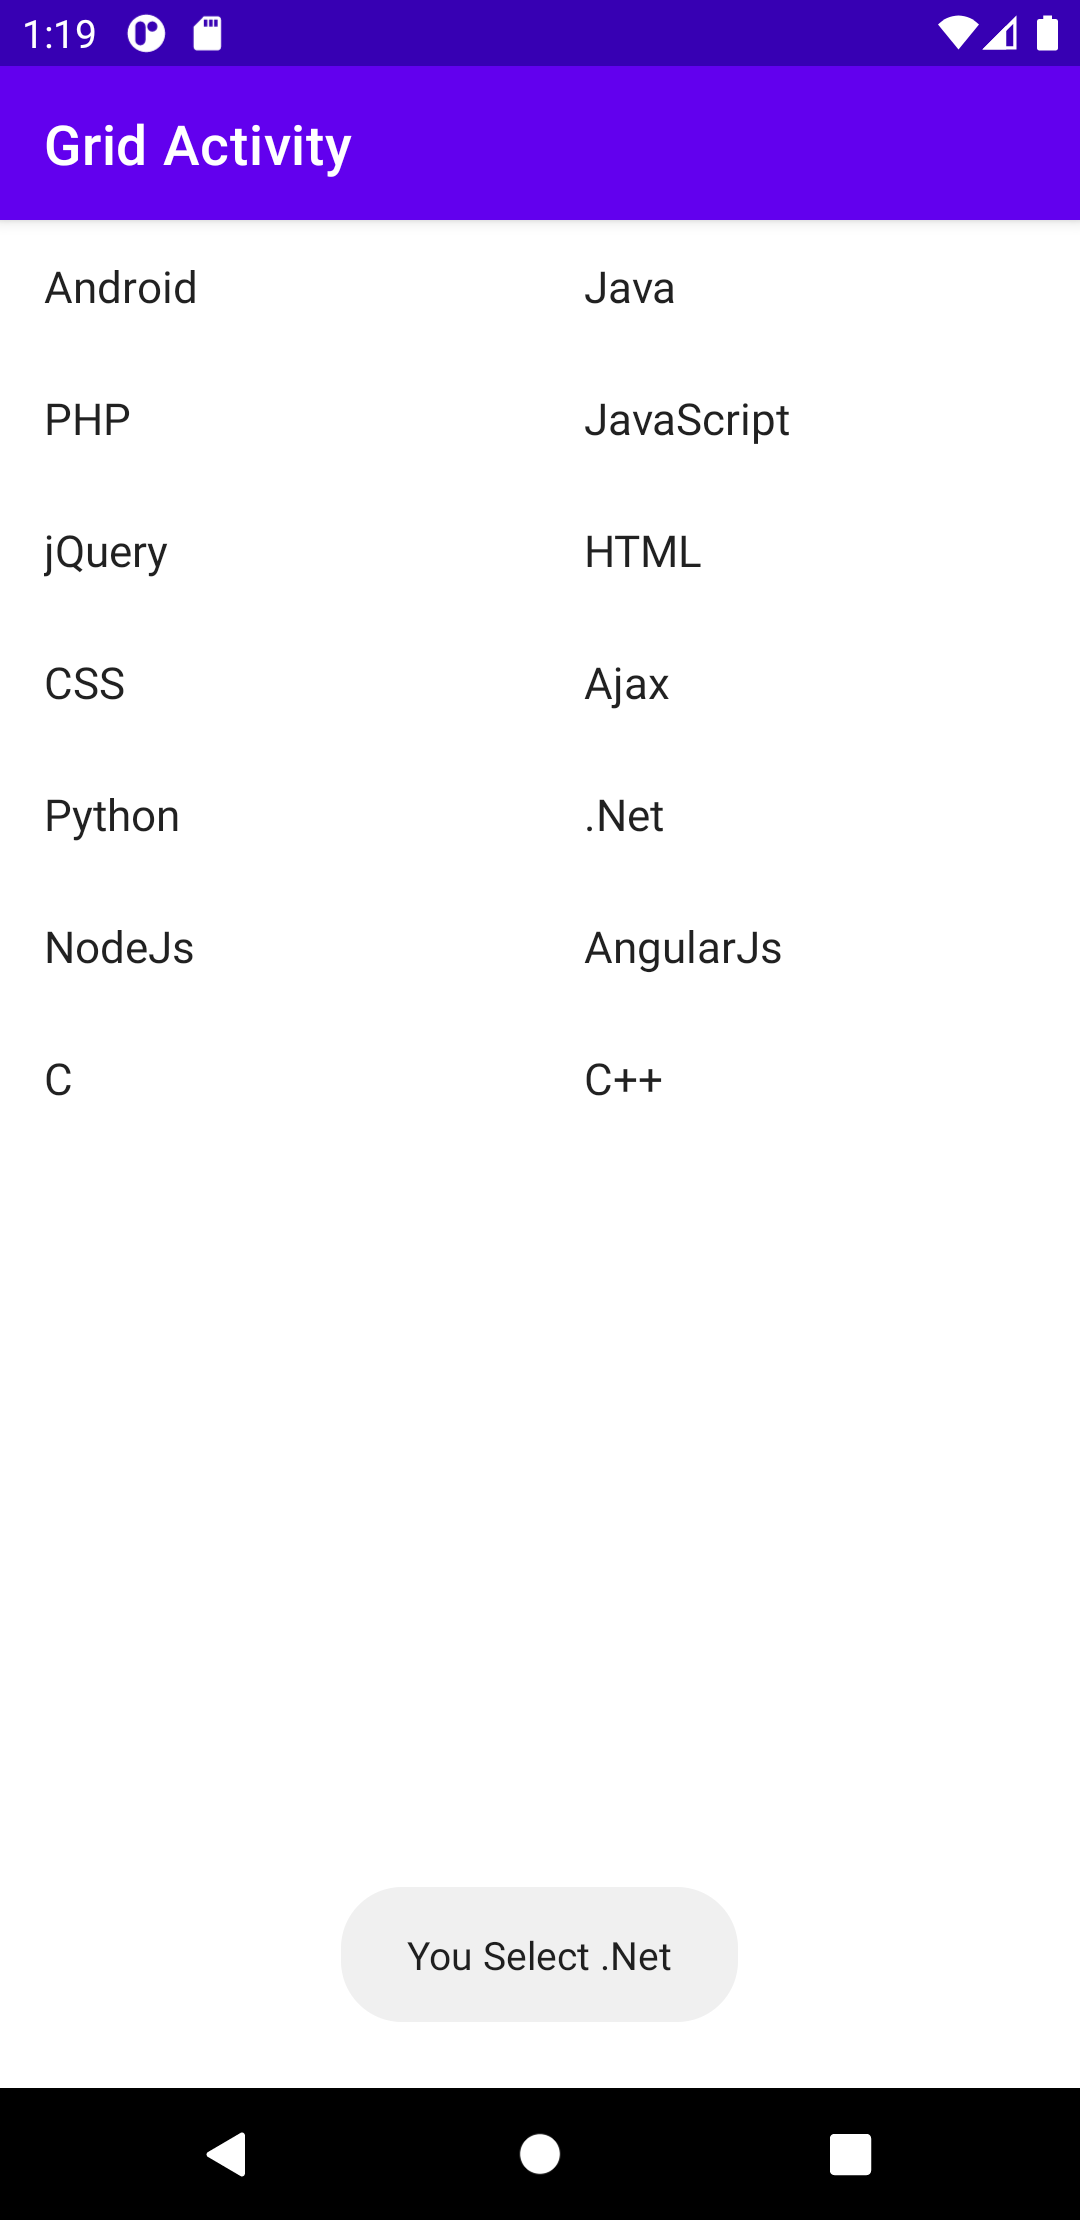 1:19
Grid Activity
Android Java
PHP JavaScript
jQuery HTML
CSS Ajax
Python .Net
NodeJs AngularJs
C C++
You Select .Net